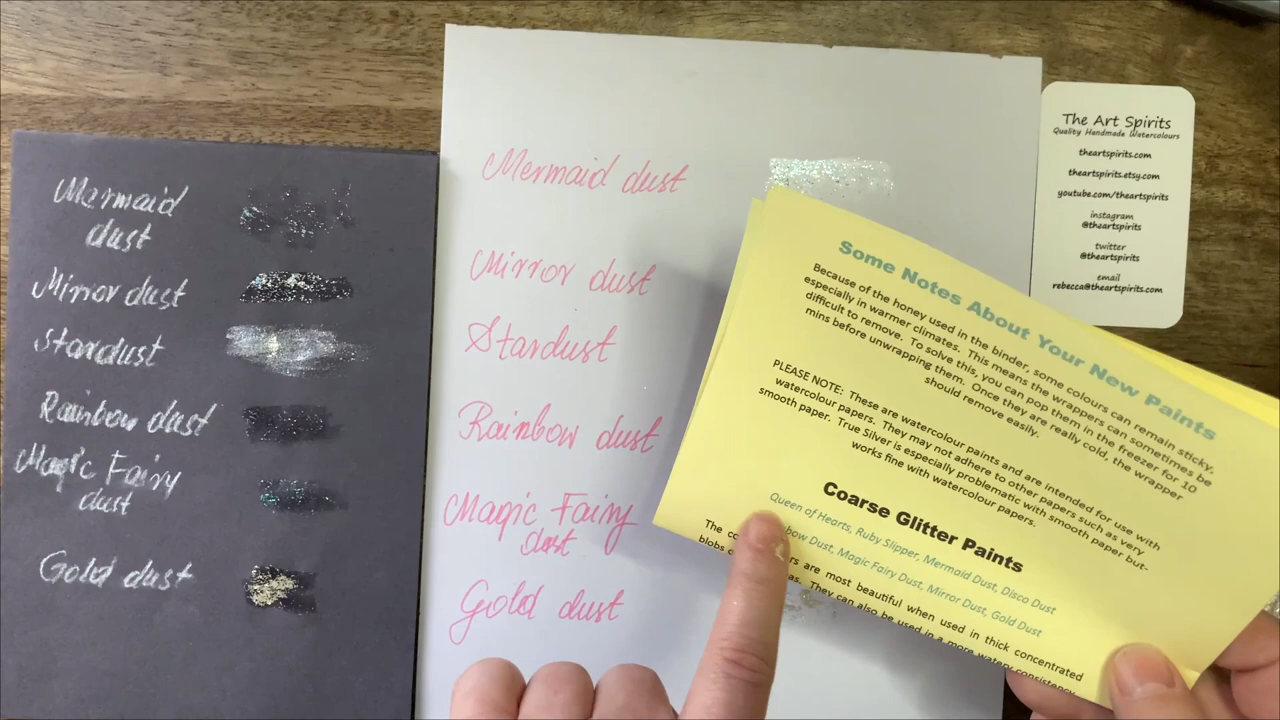 Mermaid
dust
Mirror dust
Stardust
Rainbow dust
Magic Fairy
dust
Gold dust
Mermaid dust
Mirror dust
Stardust
Rainbow dust
Magic Fairy
dust
Gold dust
Some Notes About Your New Paints
Because of the honey used in the binder, some colours can remain sticky,
especially in warmer climates. This means the wrappers can sometimes be
difficult to remove. To solve this, you can pop them in the freezer for 10
mins before unwrapping them. Once they are really cold, the wrapper
should remove easily.
PLEASE NOTE: These are watercolour paints and are intended for use with
watercolour papers. They may not adhere to other papers such as very
smooth paper. True Silver is especially problematic with smooth paper but-
works fine with watercolour papers.
Coarse Glitter Paints
Queen of Hearts, Ruby Slipper, Mermaid Dust, Disco Dust
bow Dust, Magic Fairy Dust, Mirror Dust, Gold Dust
The co rs are most beautiful when used in thick concentrated
blobs as. They can also be used in a more watery consistency
The Art Spirits
Quality Handmade Watercolours
theartspirits.com
theartspirits.etsy.com
youtube.com/theartspirits
instagram
@theartspirits
twitter
@theartspirits
email
rebecca@theartspirits.com